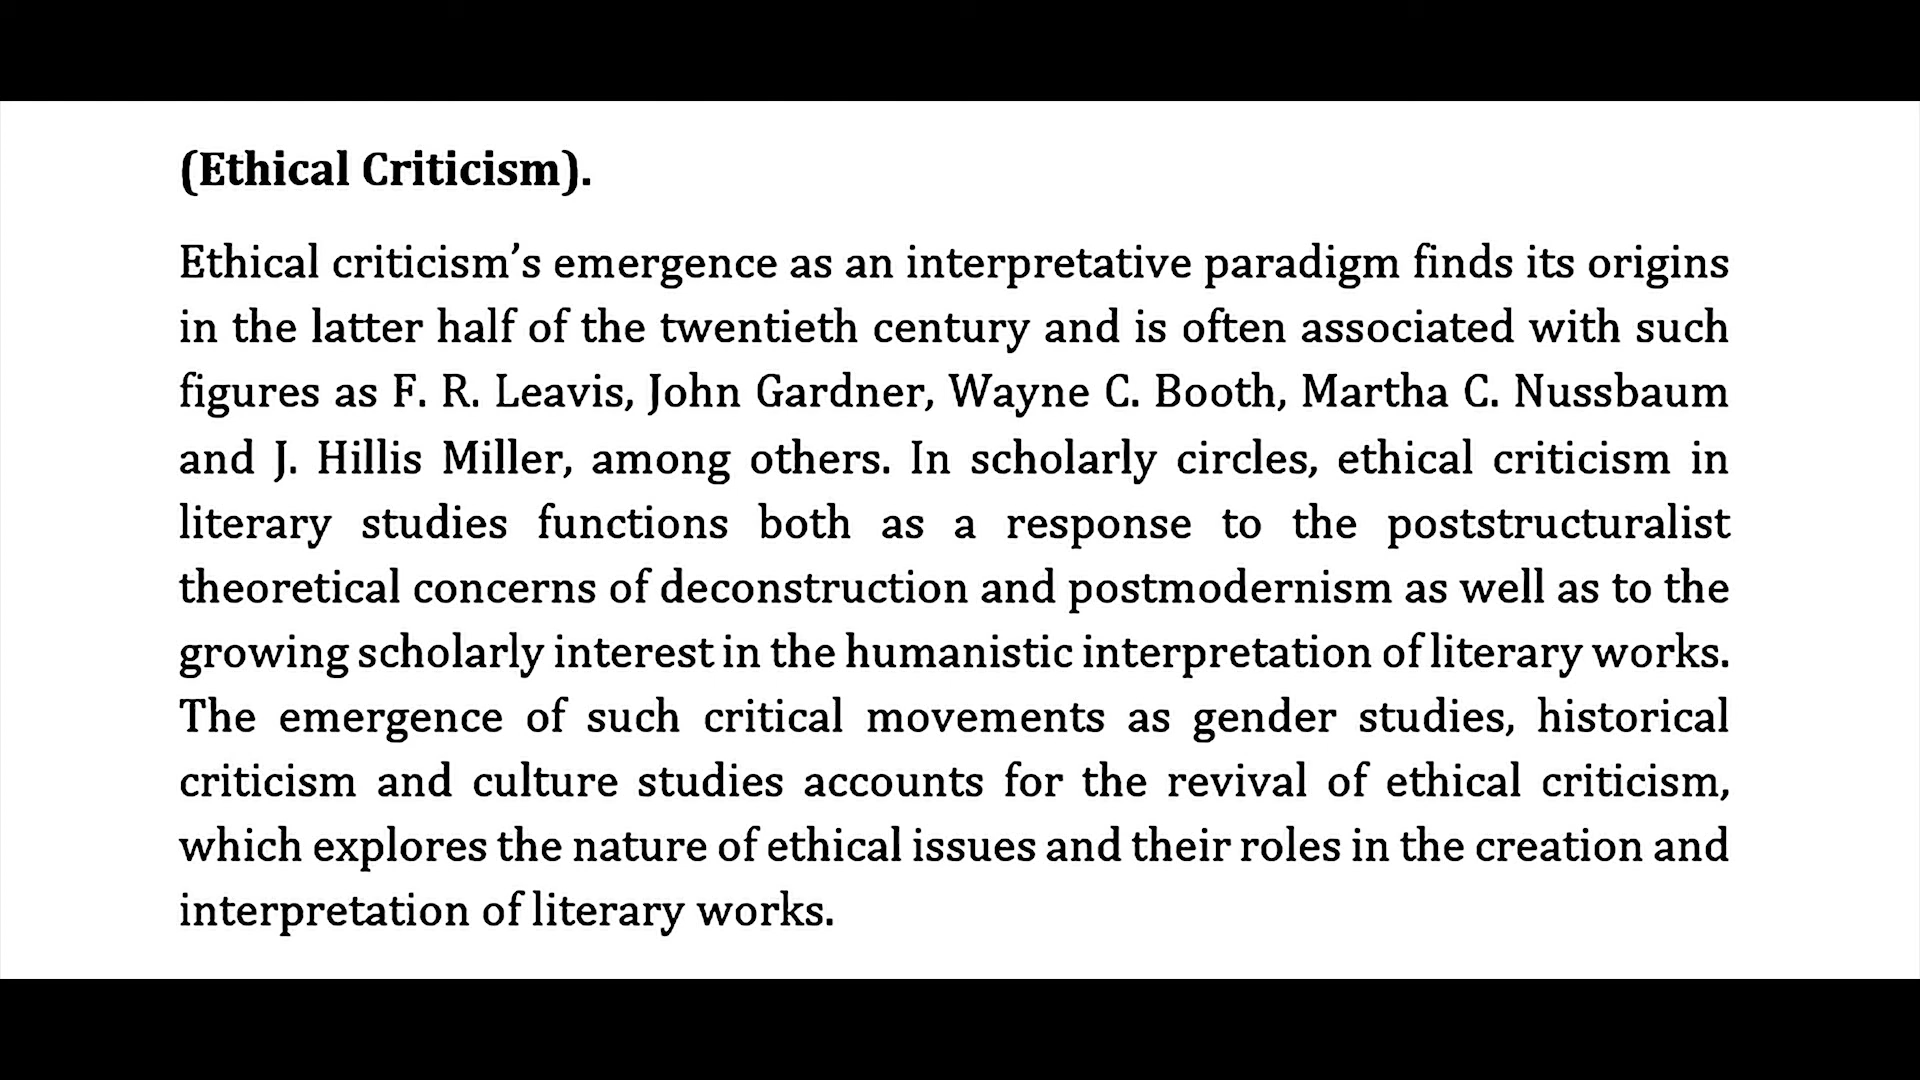 (Ethical Criticism).
Ethical criticism’s emergence as an interpretative paradigm finds its origins
in the latter half of the twentieth century and is often associated with such
figures as F. R. Leavis, John Gardner, Wayne C. Booth, Martha C. Nussbaum
and J. Hillis Miller, among others. In scholarly circles, ethical criticism in
literary studies functions both as a response to the poststructuralist
theoretical concerns of deconstruction and postmodernism as well as to the
growing scholarly interest in the humanistic interpretation of literary works.
The emergence of such critical movements as gender studies, historical
criticism and culture studies accounts for the revival of ethical criticism,
which explores the nature of ethical issues and their roles in the creation and
interpretation of literary works.